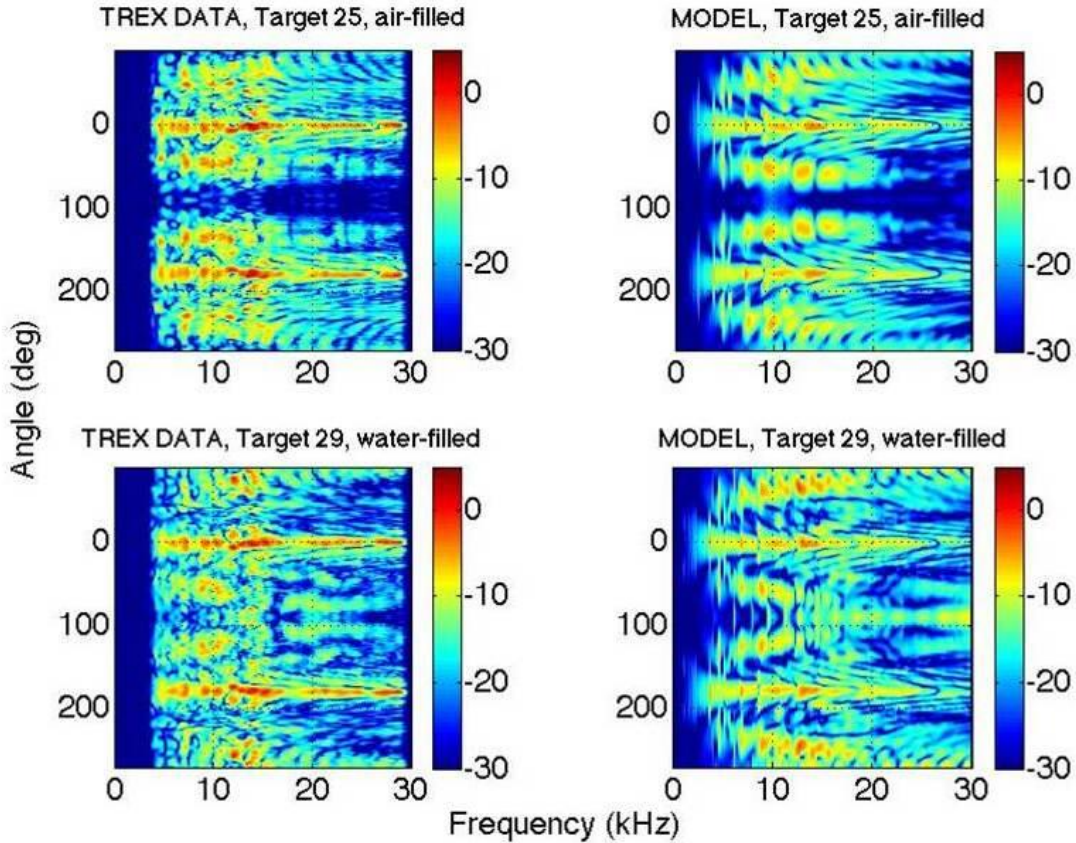 TREX DATA, Target 25, air-filled
MODEL, Target 25, air-filled
0
100
200
0 10 20 30
0
-10
-20
-30
0
100
200
0 10 20 30
0
-10
-20
-30
Angle (deg)
TREX DATA, Target 29, water-filled
MODEL, Target 29, water-filled
0
100
200
0 10 20 30
0
-10
-20
-30
0
100
200
0 10 20 30
0
-10
-20
-30
Frequency (kHz)